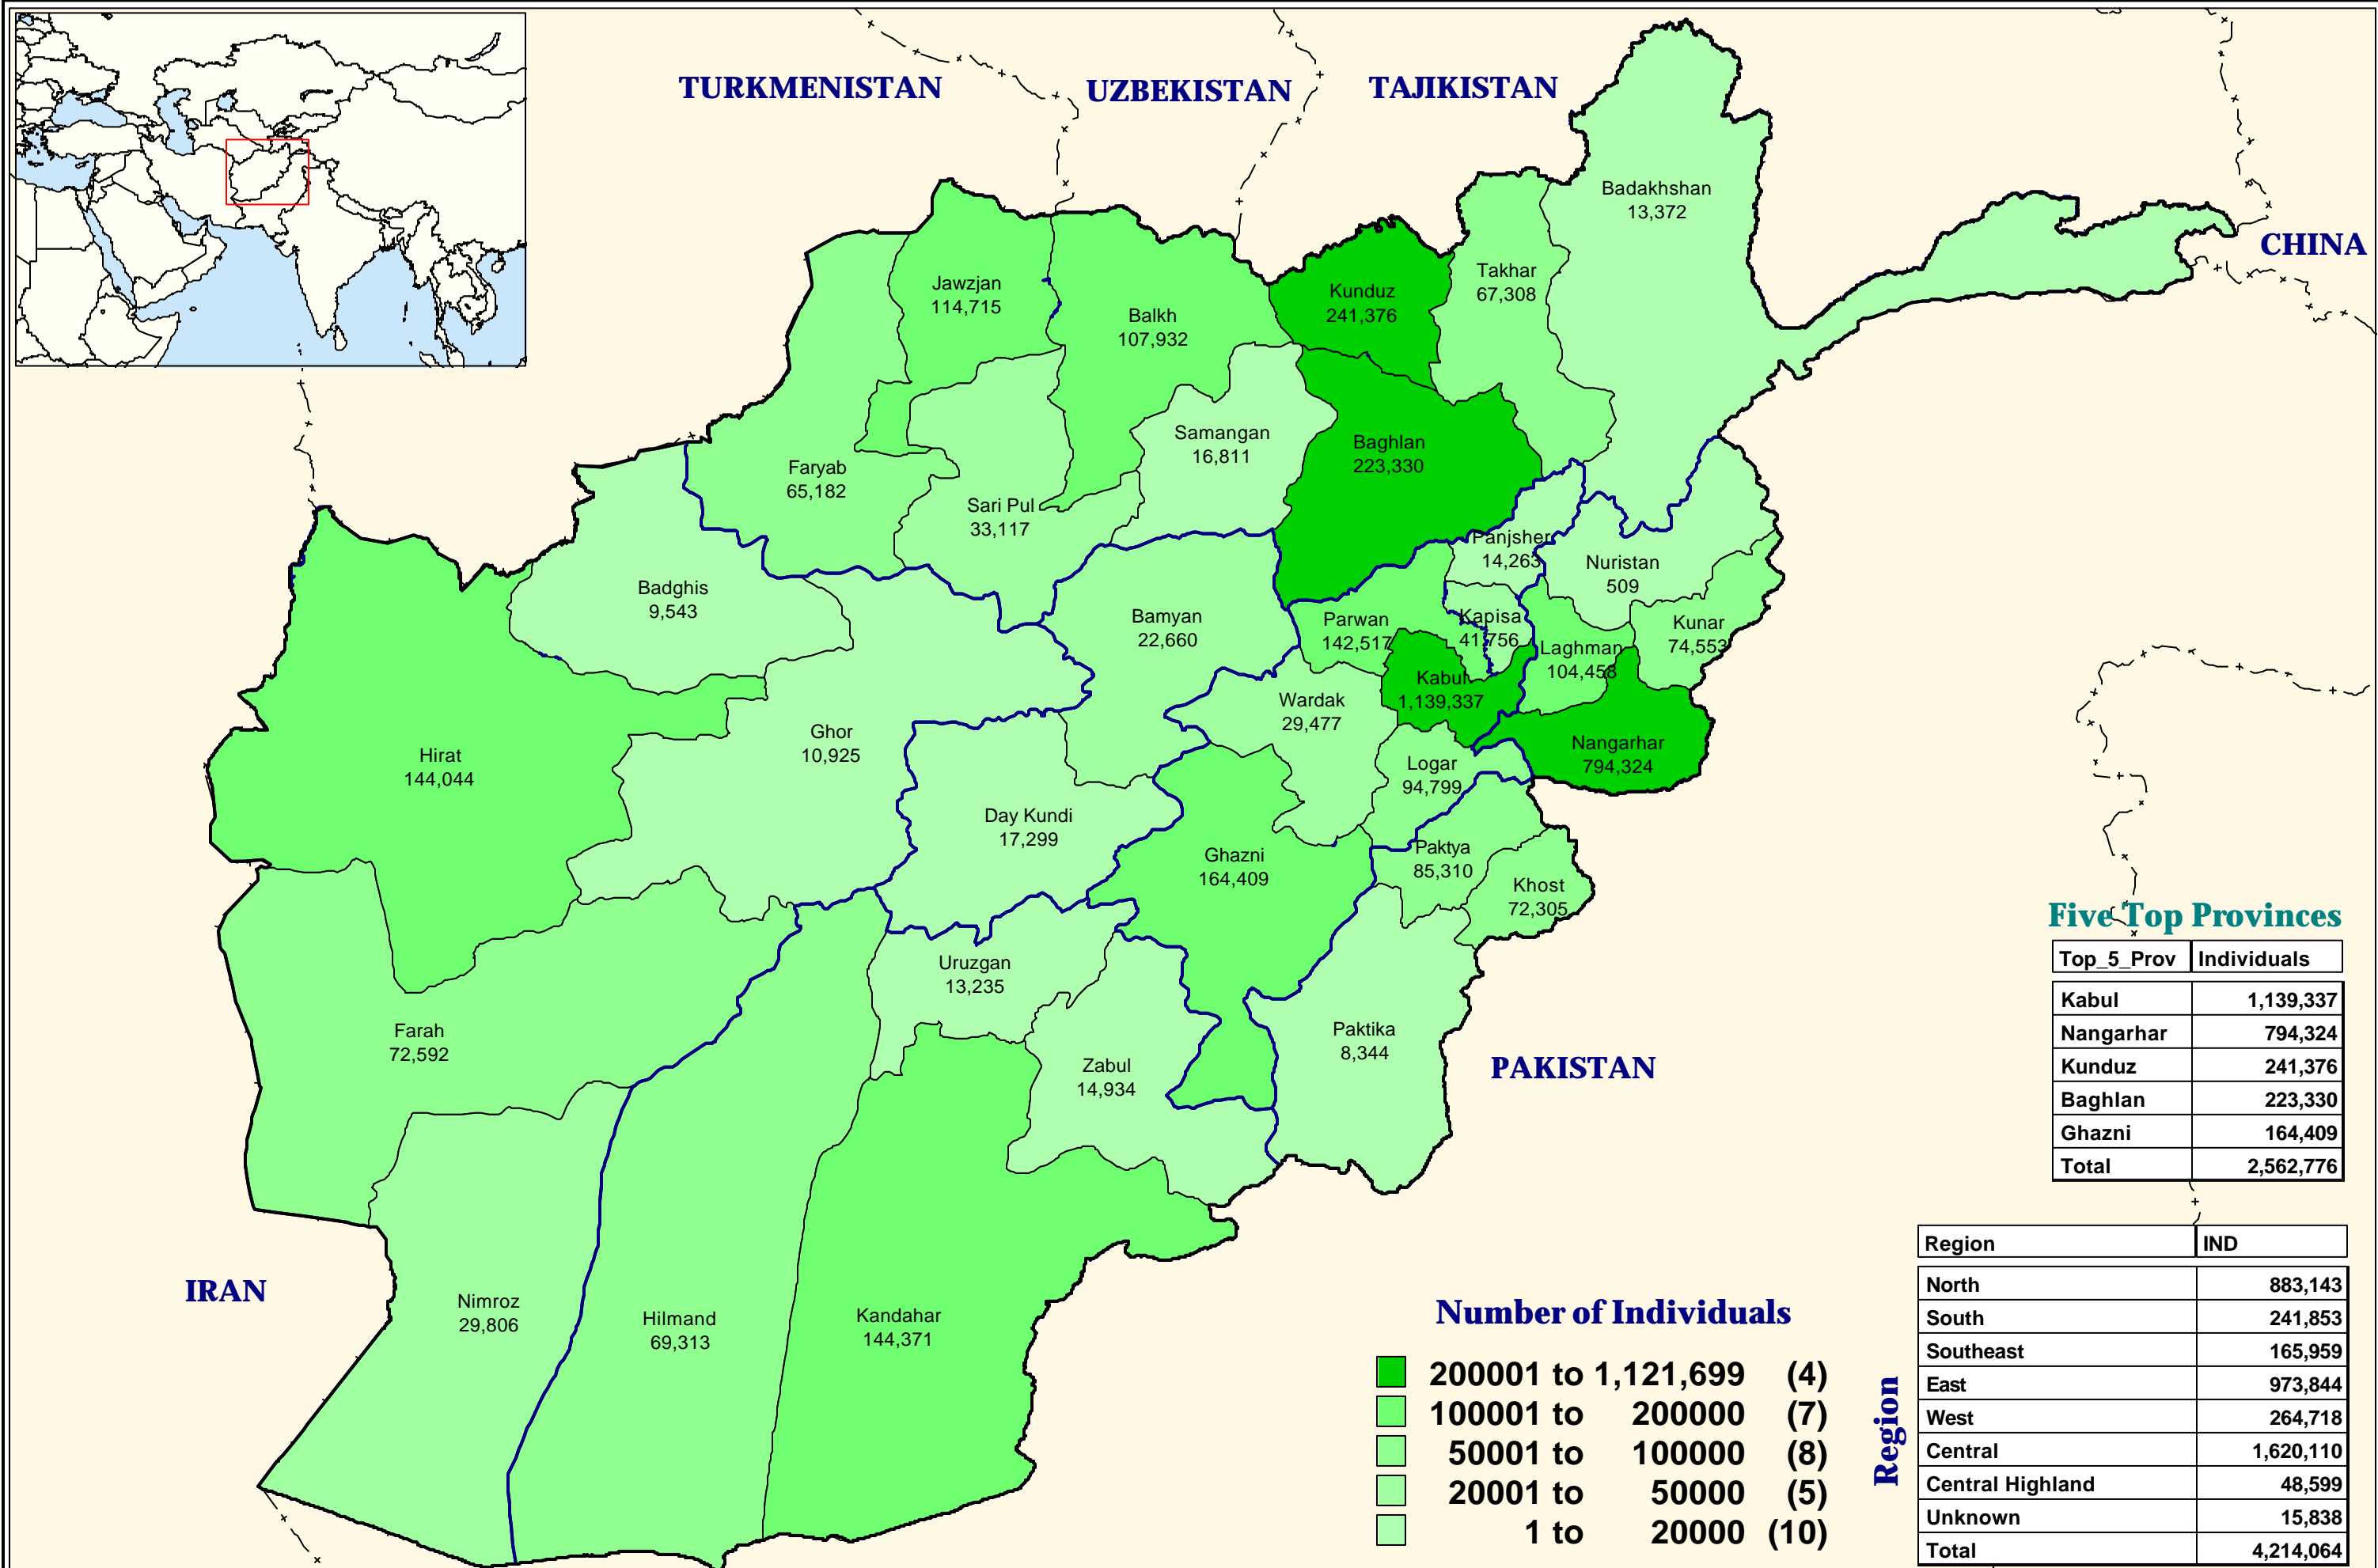 TURKMENISTAN
UZBEKISTAN
TAJIKISTAN
CHINA
Badakhshan
13,372
Takhar
67,308
Kunduz
241,376
Jawzjan
114,715
Balkh
107,932
Samangan
16,811
Baghlan
223,330
Faryab
65,182
Sari Pul
33,117
Panjsher
14,263
Nuristan
509
Badghis
9,543
Bamyan
22,660
Parwan
142,517
Kapisa
41,756
Laghman
104,458
Kunar
74,553
Kabul
1,139,337
Wardak
29,477
Nangarhar
794,324
Hirat
144,044
Ghor
10,925
Logar
94,799
Day Kundi
17,299
Ghazni
164,409
Paktya
85,310
Khost
72,305
Uruzgan
13,235
Farah
72,592
Zabul
14,934
Paktika
8,344
PAKISTAN
IRAN
Nimroz
29,806
Hilmand
69,313
Kandahar
144,371
Five Top Provinces
Top_5_Prov Individuals
Kabul 1,139,337
Nangarhar 794,324
Kunduz 241,376
Baghlan 223,330
Ghazni 164,409
Total 2,562,776
Number of Individuals
200001 to 1,121,699 (4)
100001 to 200000 (7)
50001 to 100000 (8)
20001 to 50000 (5)
1 to 20000 (10)
Region
Region IND
North 883,143
South 241,853
Southeast 165,959
East 973,844
West 264,718
Central 1,620,110
Central Highland 48,599
Unknown 15,838
Total 4,214,064